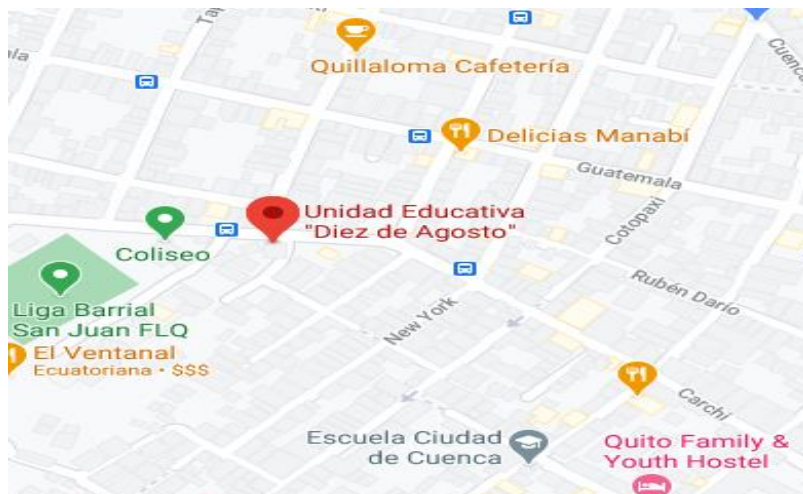 Quillaloma Cafetería
Delicias Manabí
Guatemala
Cotopaxi
Unidad Educativa
"Diez de Agosto"
Coliseo
Rubén Darío
Liga Barrial
San Juan FLQ
New York
El Ventanal
Ecuatoriana · $$$
Carchi
Escuela Ciudad
de Cuenca
Quito Family &
Youth Hostel